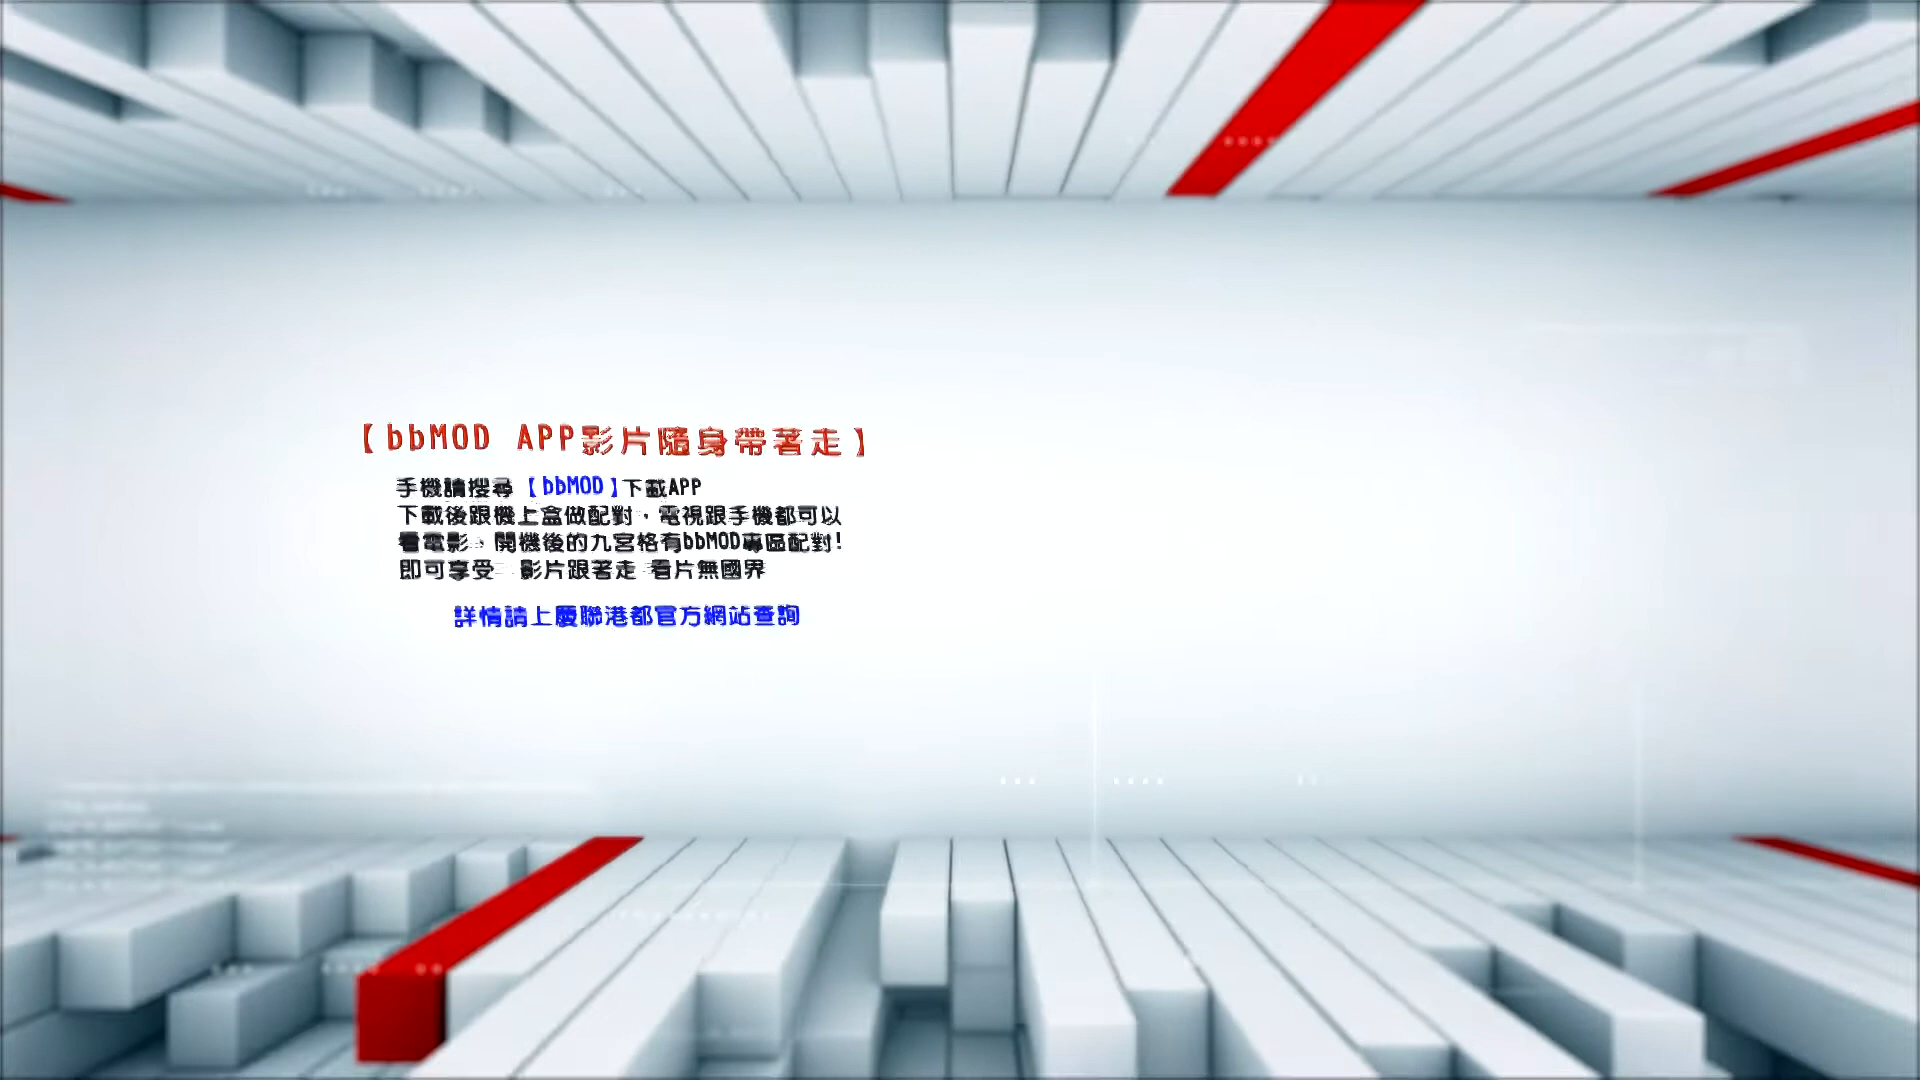 【bbMOD APP影片隨身帶著走】
手機請搜尋【bbMOD】下載APP
下載後跟機上盒做配對，電視跟手機都可以
看電影、開機後的九宮格有bbMOD專區配對!
即可享受 影片跟著走 看片無國界
詳情請上慶聯港都官方網站查詢